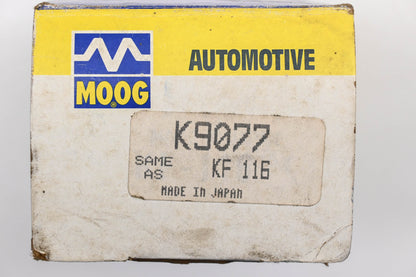 AUTOMOTIVE
MOOG®
K9077
SAME AS KF 116
MADE IN JAPAN